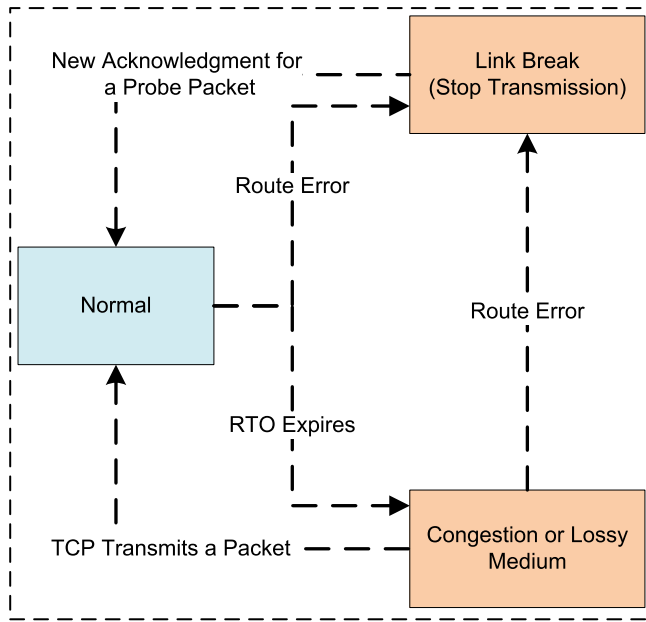 New Acknowledgment for
a Probe Packet
Link Break
(Stop Transmission)
Route Error
Normal
Route Error
RTO Expires
TCP Transmits a Packet
Congestion or Lossy
Medium